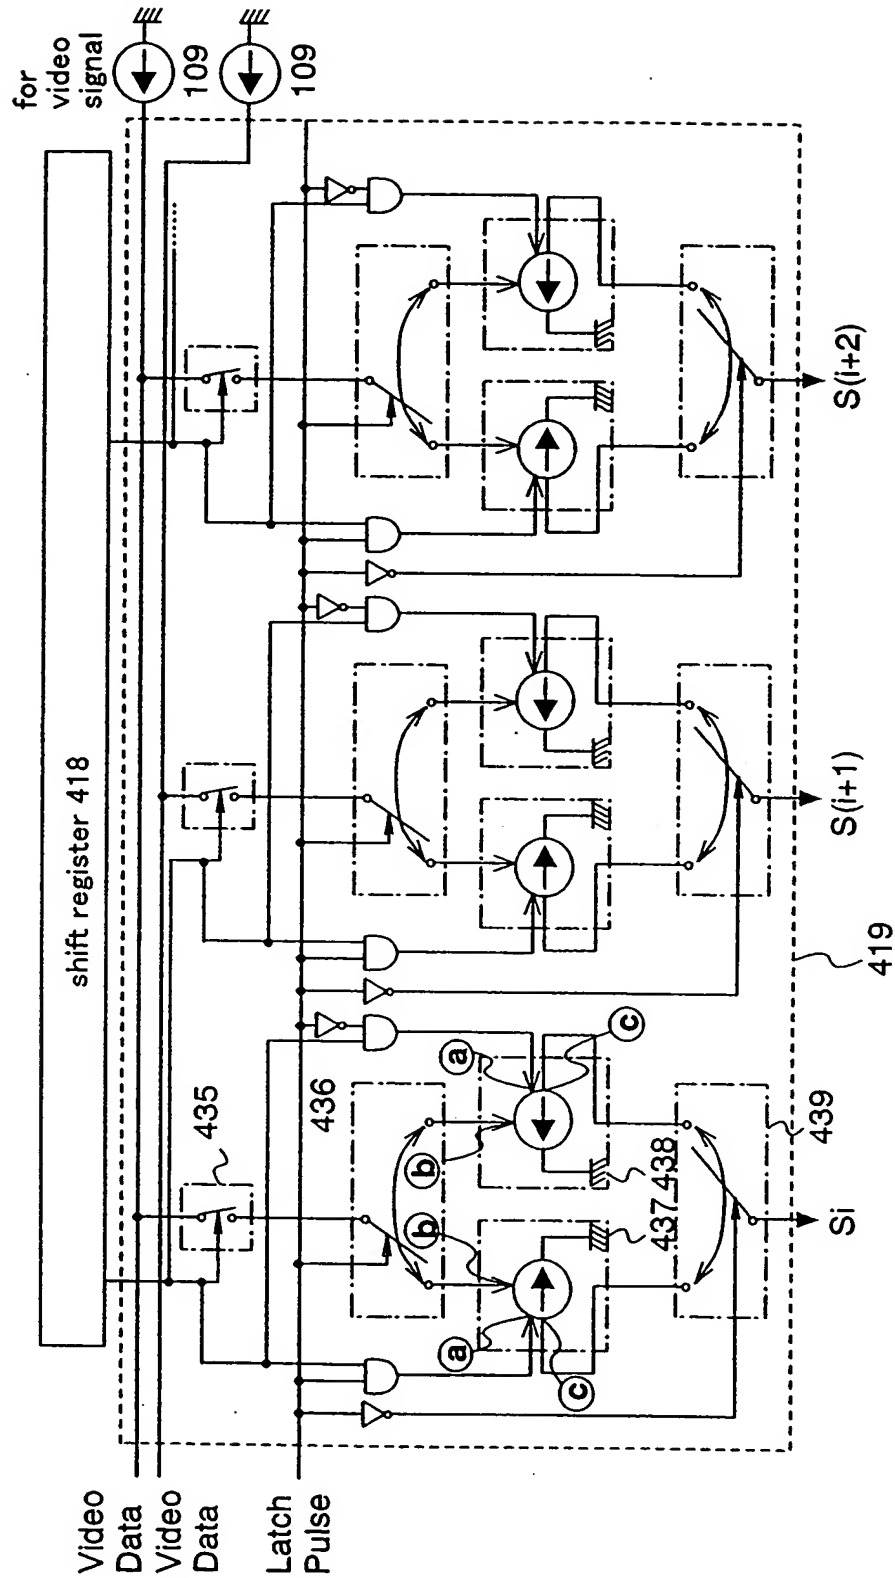 for
video
signal
109
109
shift register 418
Video
Data
Video
Data
Latch
Pulse
435
436
a
b
c
a
b
c
437
438
439
419
Si
S(i+1)
S(i+2)